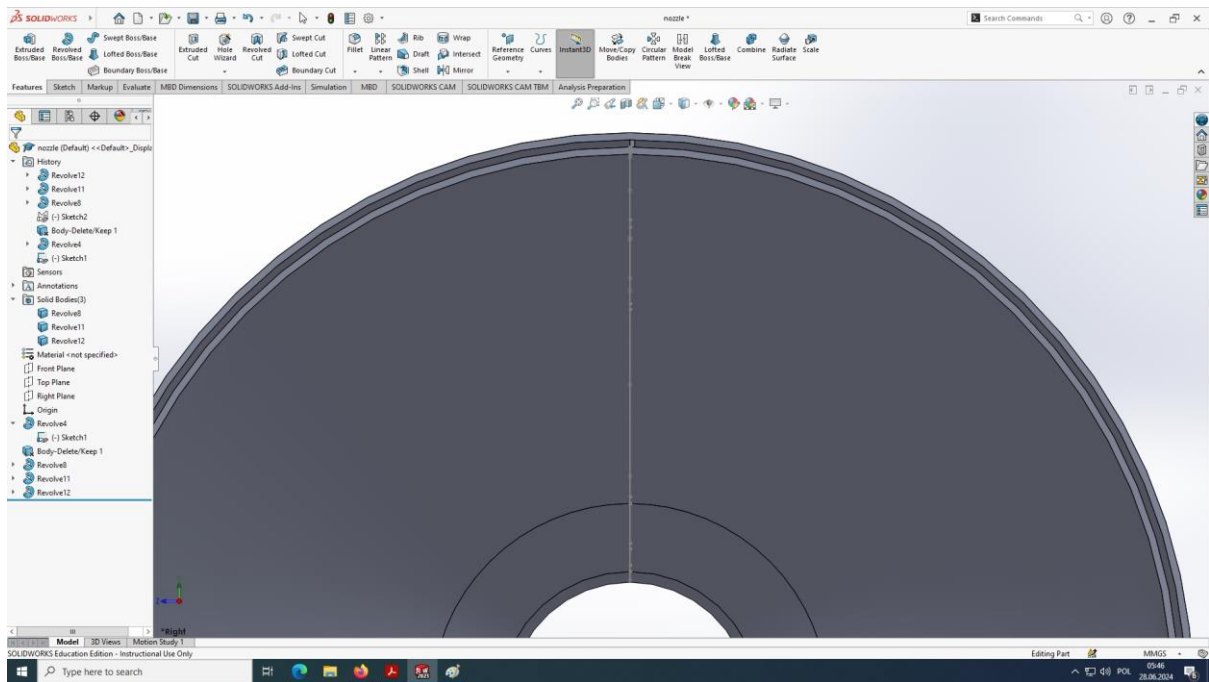 SOLIDWORKS
nozzle *
Search Commands
Extruded Boss/Base
Revolved Boss/Base
Swept Boss/Base
Lofted Boss/Base
Boundary Boss/Base
Extruded Cut
Hole Wizard
Revolved Cut
Swept Cut
Lofted Cut
Boundary Cut
Fillet
Linear Pattern
Rib
Draft
Shell
Wrap
Intersect
Mirror
Reference Geometry
Curves
Instant3D
Move/Copy Bodies
Circular Pattern
Model Break View
Lofted Boss/Base
Combine
Radiate Surface
Scale
Features Sketch Markup Evaluate MBD Dimensions SOLIDWORKS Add-Ins Simulation MBD SOLIDWORKS CAM SOLIDWORKS CAM TBM Analysis Preparation
nozzle (Default) <<Default>_Displa
History
Revolve12
Revolve11
Revolve8
(-) Sketch2
Body-Delete/Keep 1
Revolve4
(-) Sketch1
Sensors
Annotations
Solid Bodies(3)
Revolve8
Revolve11
Revolve12
Material <not specified>
Front Plane
Top Plane
Right Plane
Origin
Revolve4
(-) Sketch1
Body-Delete/Keep 1
Revolve8
Revolve11
Revolve12
Z
*Right
Model 3D Views Motion Study 1
SOLIDWORKS Education Edition - Instructional Use Only
Editing Part
MMGS
Type here to search
POL
05:46
28.06.2024